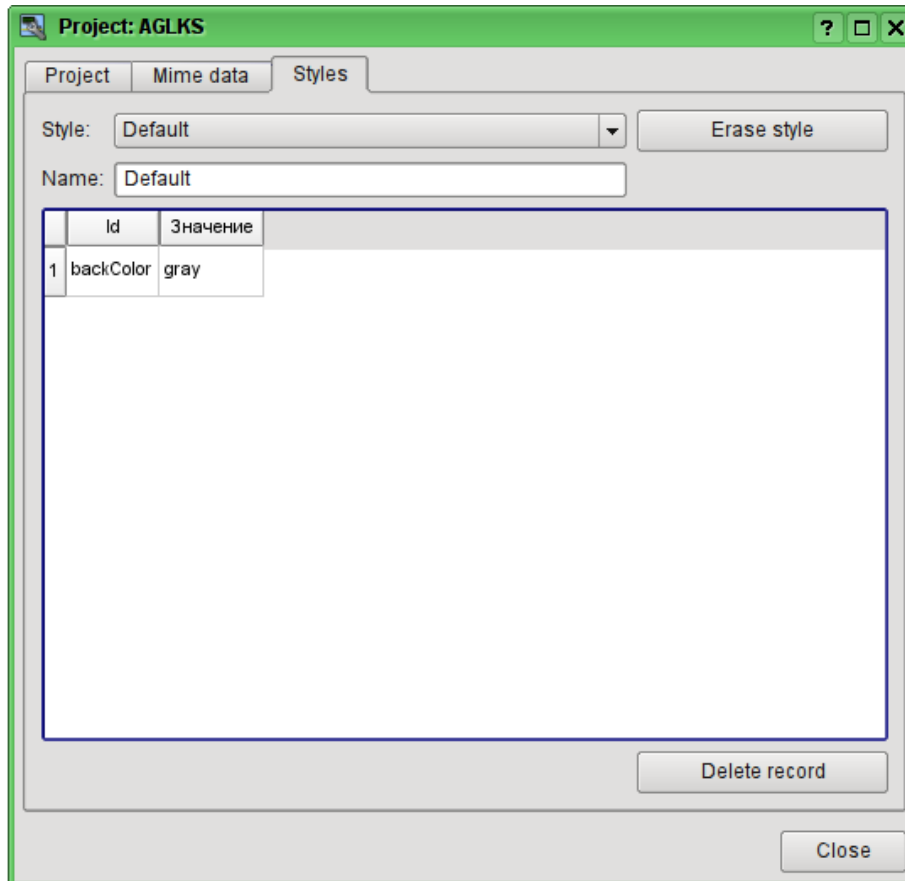 Project: AGLKS
Project Mime data Styles
Style: Default Erase style
Name: Default
Id Значение
1 backColor gray
Delete record
Close